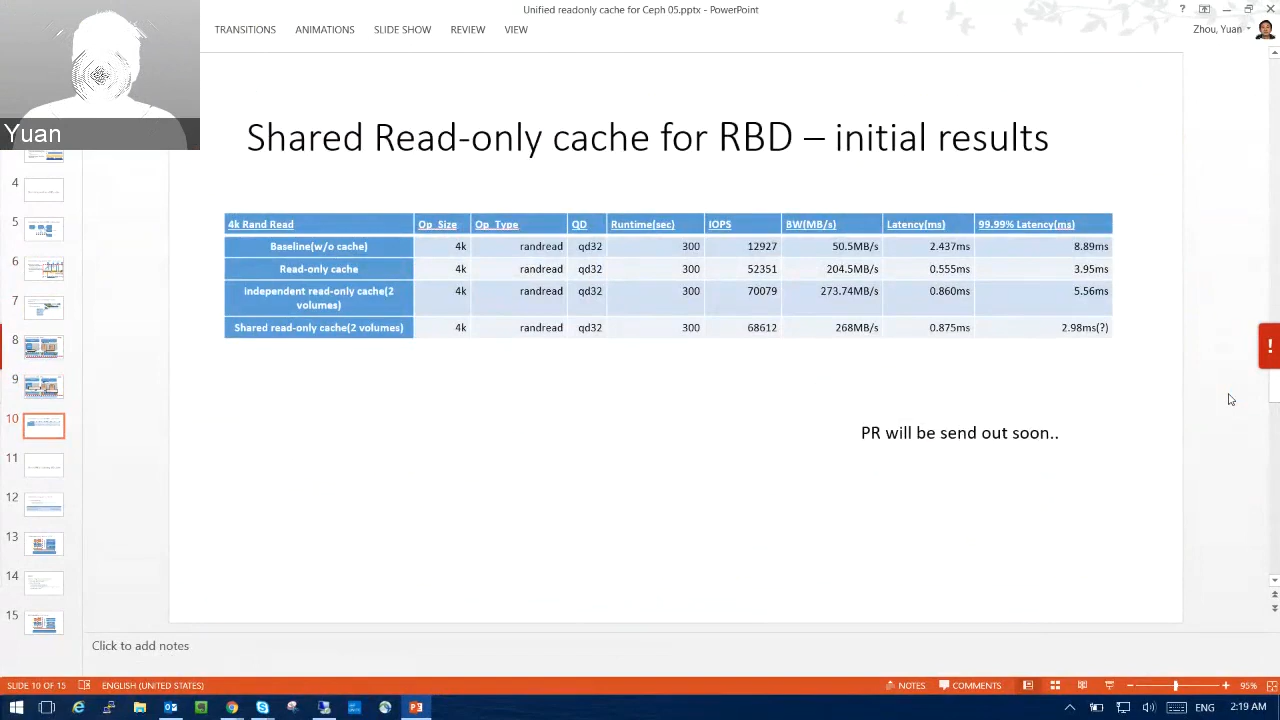 Unified readonly cache for Ceph 05.pptx - PowerPoint
?
TRANSITIONS ANIMATIONS SLIDE SHOW REVIEW VIEW
Zhou, Yuan
Yuan
Shared Read-only cache for RBD – initial results
4k Rand Read Op_Size Op_Type QD Runtime(sec) IOPS BW(MB/s) Latency(ms) 99.99% Latency(ms)
Baseline(w/o cache) 4k randread qd32 300 12927 50.5MB/s 2.437ms 8.89ms
Read-only cache 4k randread qd32 300 52351 204.5MB/s 0.555ms 3.95ms
Independent read-only cache(2 volumes) 4k randread qd32 300 70079 273.74MB/s 0.860ms 5.56ms
Shared read-only cache(2 volumes) 4k randread qd32 300 68612 268MB/s 0.875ms 2.98ms(?)
PR will be send out soon..
4
5
6
7
8
9
10
11
12
13
14
15
!
Click to add notes
SLIDE 10 OF 15 ENGLISH (UNITED STATES) NOTES COMMENTS 95%
ENG 2:19 AM